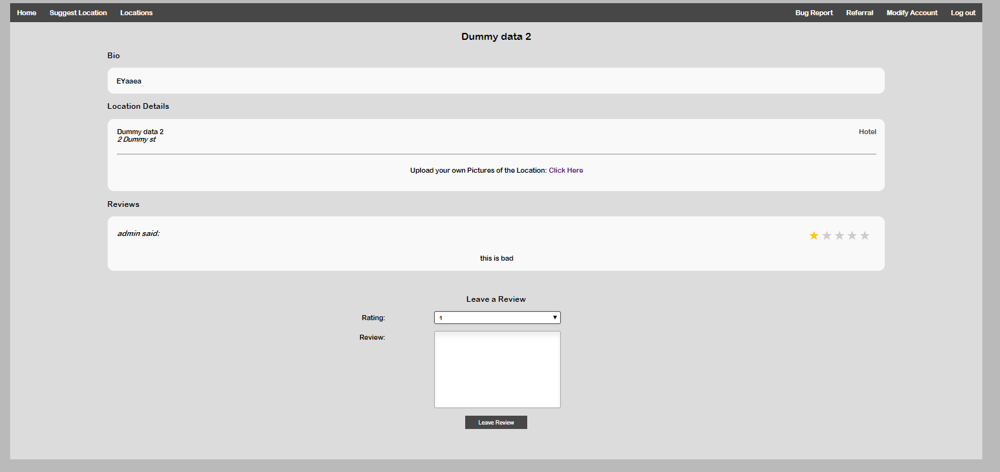 Home Suggest Location Locations Bug Report Referral Modify Account Log out
Dummy data 2
Bio
EYaaea
Location Details
Dummy data 2 Hotel
2 Dummy st
Upload your own Pictures of the Location: Click Here
Reviews
admin said:
this is bad
Leave a Review
Rating: 1
Review:
Leave Review